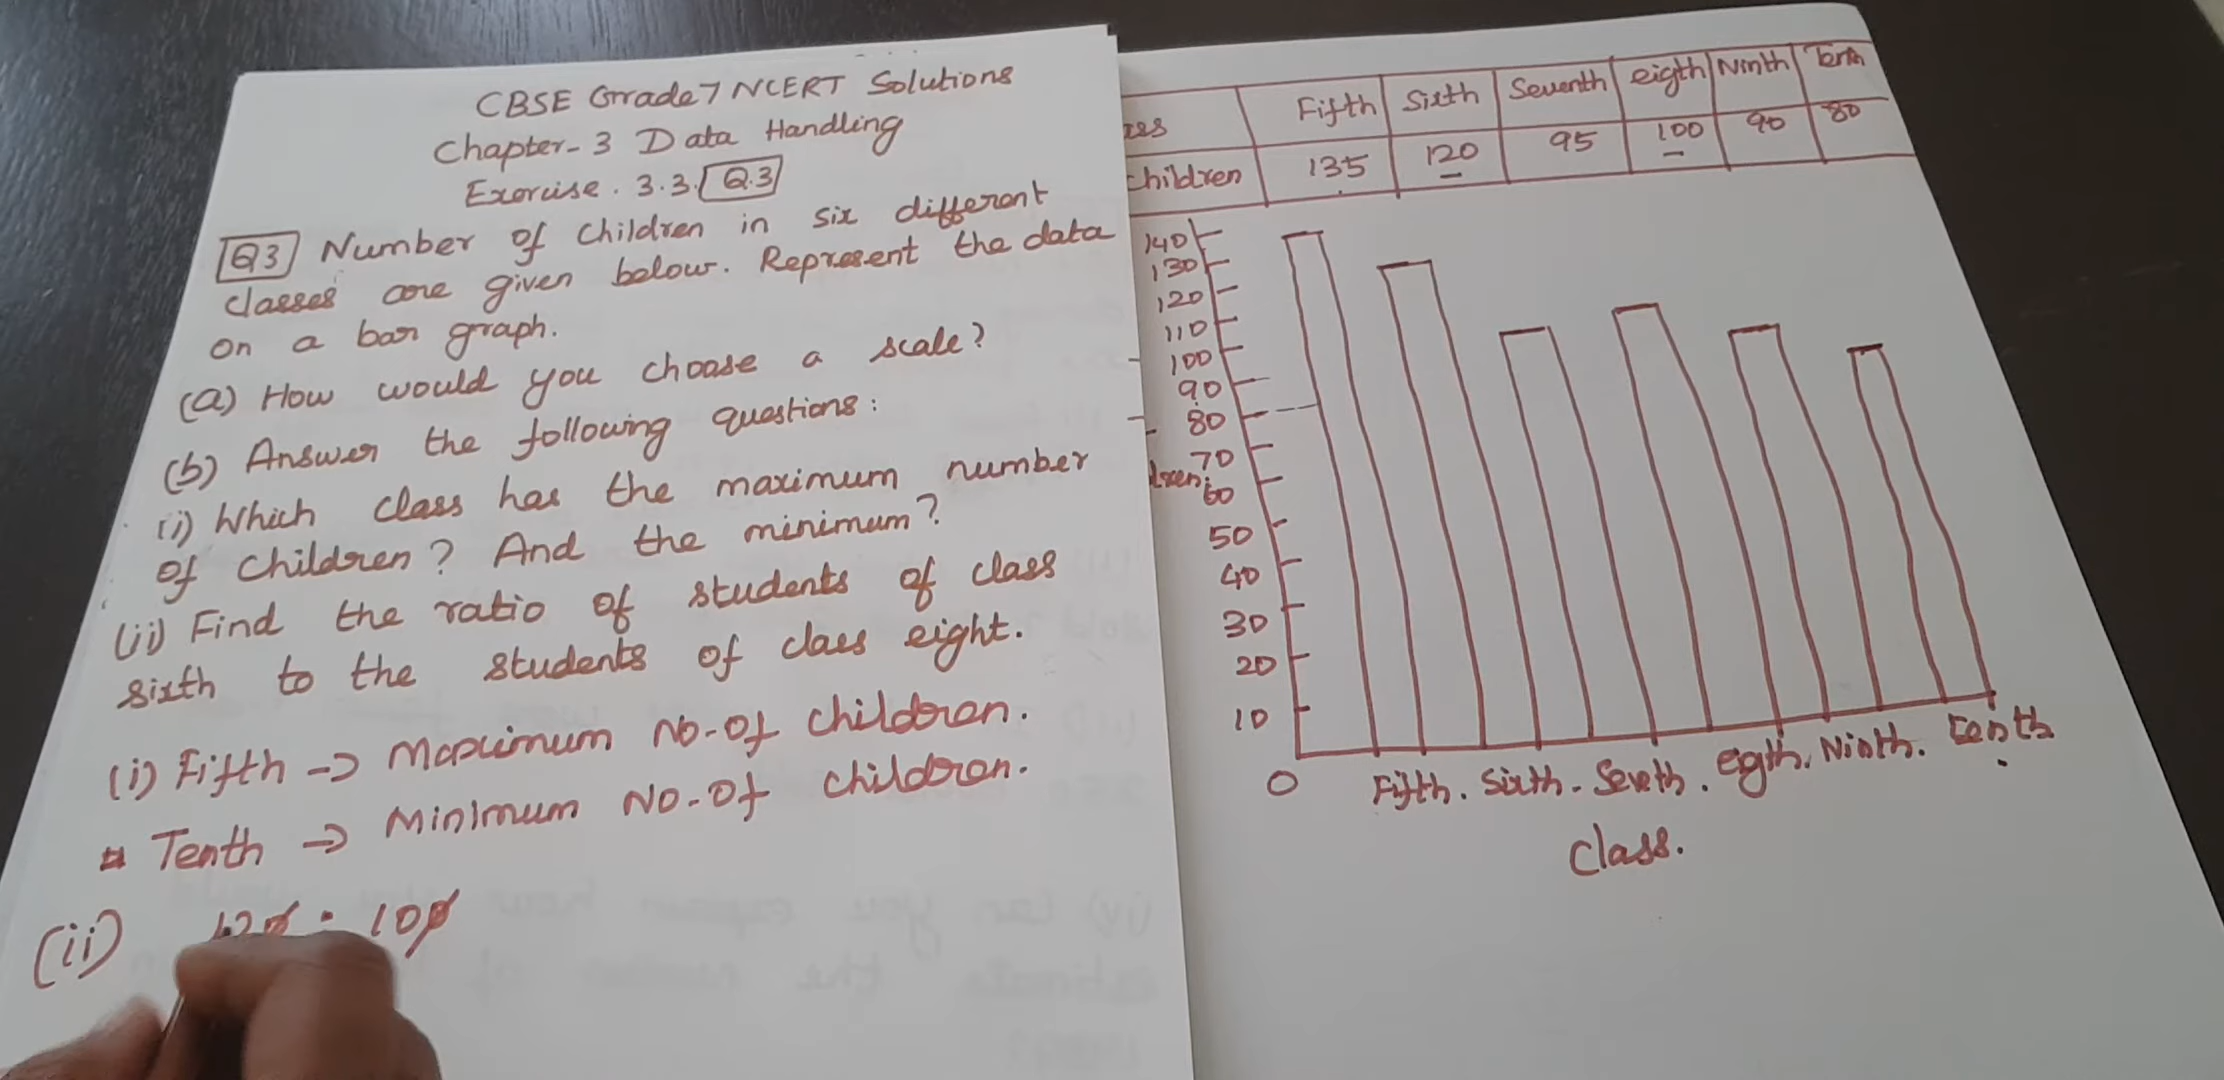 CBSE Grade 7 NCERT Solutions
Chapter-3 Data Handling
Exercise. 3.3. Q.3
Q3 Number of children in six different
classes are given below. Represent the data
on a bar graph.
(a) How would you choose a scale?
(b) Answer the following questions:
(i) Which class has the maximum number
of children? And the minimum?
(ii) Find the ratio of students of class
sixth to the students of class eight.
(i) Fifth -> Maximum No-Of children.
Tenth -> Minimum No-Of children.
(ii) 120 : 100
Fifth Sixth Seventh eigth Ninth Tenth
children 135 120 95 100 90 80
140
130
120
110
100
90
80
70
60
50
40
30
20
10
0
Fifth. Sixth - Seveth. eigth. Ninth. tenth
Class.